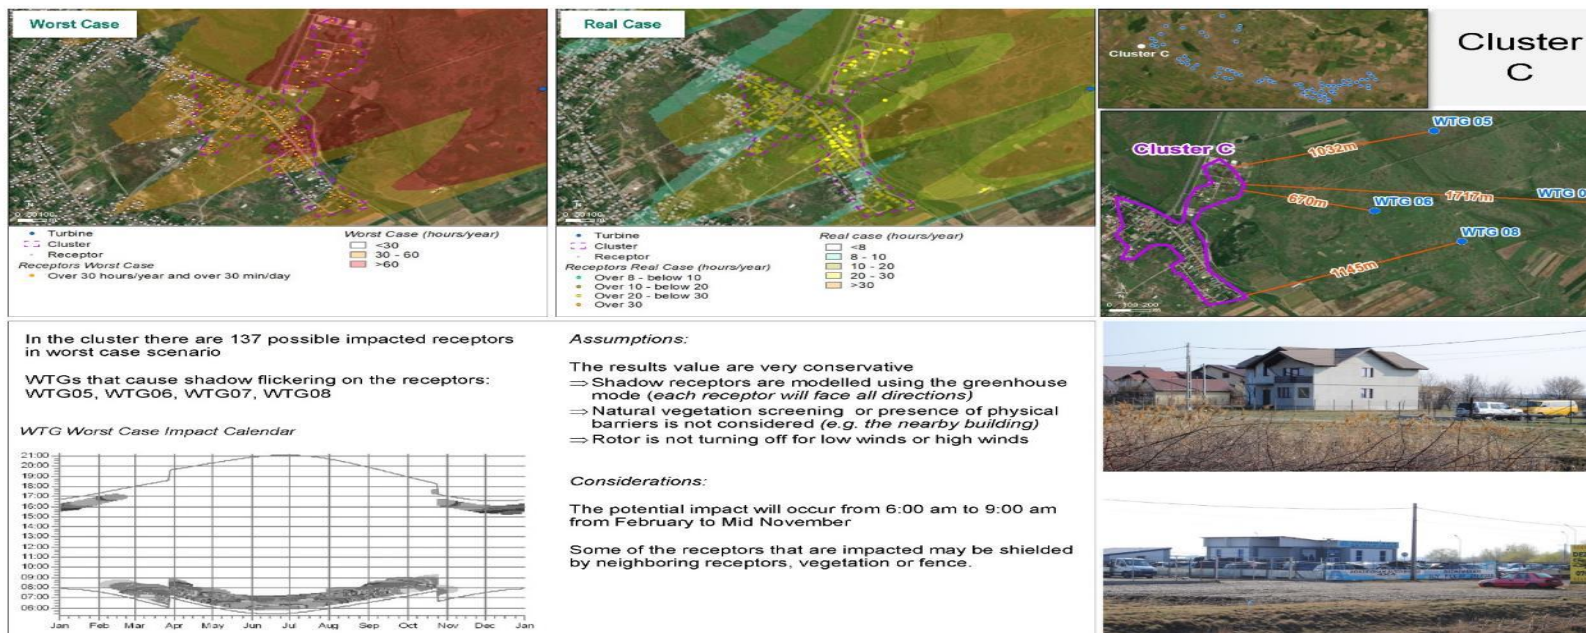 Worst Case
Real Case
Cluster C
Cluster
C
0 50 100
m
0 50 100
m
Turbine
Cluster
Receptor
Receptors Worst Case
Over 30 hours/year and over 30 min/day
Worst Case (hours/year)
<30
30 - 60
>60
Turbine
Cluster
Receptor
Receptors Real Case (hours/year)
Over 8 - below 10
Over 10 - below 20
Over 20 - below 30
Over 30
Real case (hours/year)
<8
8 - 10
10 - 20
20 - 30
>30
WTG 05
Cluster C
1032m
1717m
WTG 0
670m
WTG 06
WTG 08
1145m
0 100 200
m
In the cluster there are 137 possible impacted receptors
in worst case scenario
WTGs that cause shadow flickering on the receptors:
WTG05, WTG06, WTG07, WTG08
WTG Worst Case Impact Calendar
21:00
20:00
19:00
18:00
17:00
16:00
15:00
14:00
13:00
12:00
11:00
10:00
09:00
08:00
07:00
06:00
Jan Feb Mar Apr May Jun Jul Aug Sep Oct Nov Dec Jan
Assumptions:
The results value are very conservative
⇒ Shadow receptors are modelled using the greenhouse
mode (each receptor will face all directions)
⇒ Natural vegetation screening or presence of physical
barriers is not considered (e.g. the nearby building)
⇒ Rotor is not turning off for low winds or high winds
Considerations:
The potential impact will occur from 6:00 am to 9:00 am
from February to Mid November
Some of the receptors that are impacted may be shielded
by neighboring receptors, vegetation or fence.